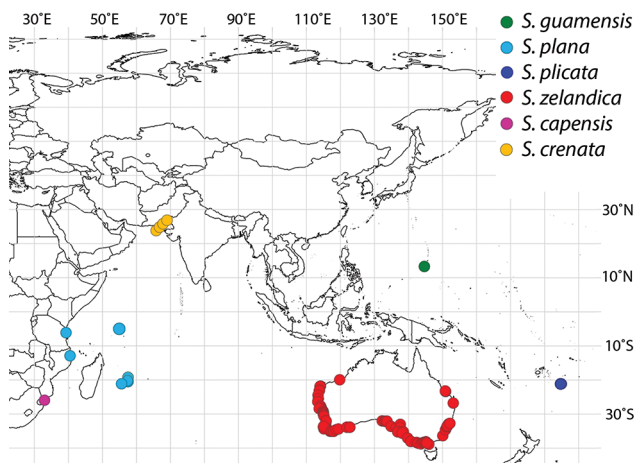 30°E 50°E 70°E 90°E 110°E 130°E 150°E
S. guamensis
S. plana
S. plicata
S. zelandica
S. capensis
S. crenata
30°N
10°N
10°S
30°S